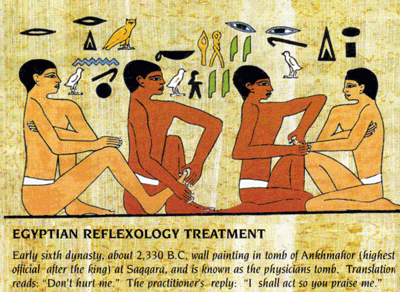 EGYPTIAN REFLEXOLOGY TREATMENT
Early sixth dynasty, about 2,330 B.C, wall painting in tomb of Ankhmahor (highest
official after the king) at Saqqara, and is known as the physicians tomb. Translation
reads: "Don't hurt me." The practitioner's reply: "I shall act so you praise me."